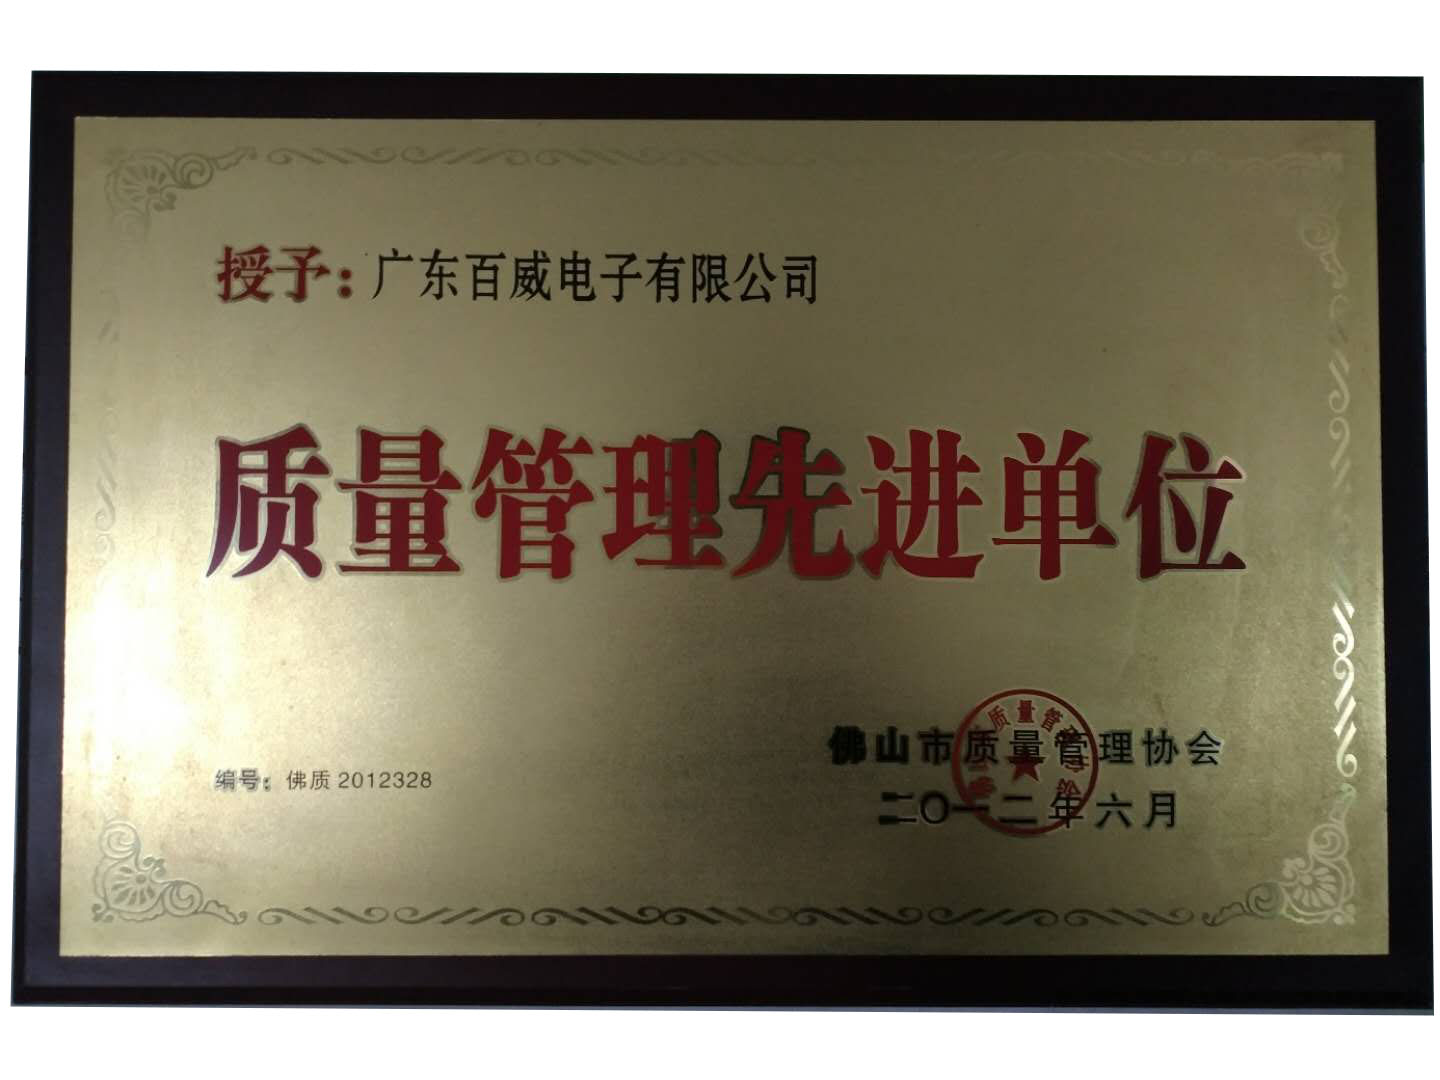 授予：广东百威电子有限公司
质量管理先进单位
佛山市质量管理协会
编号：佛质 2012328
二〇一二年六月